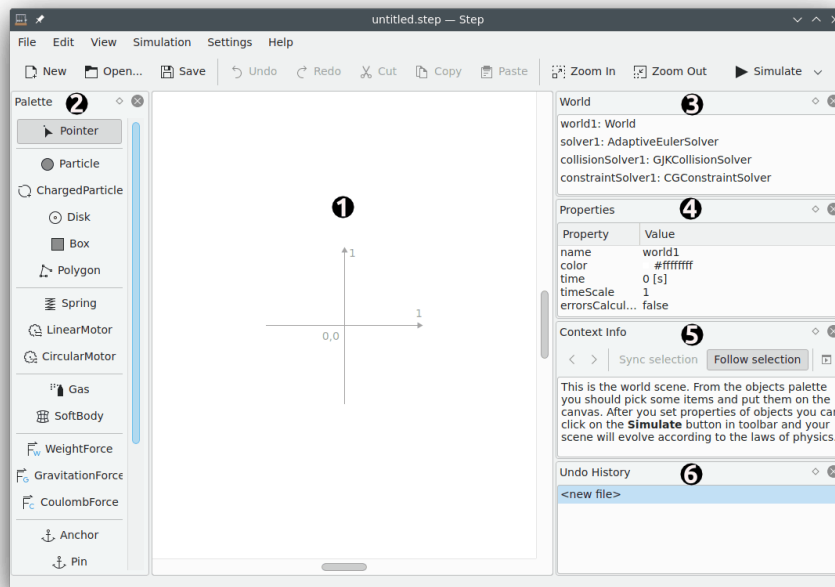 untitled.step — Step
File Edit View Simulation Settings Help
New Open... Save Undo Redo Cut Copy Paste Zoom In Zoom Out Simulate
Palette 2
Pointer
Particle
ChargedParticle
Disk
Box
Polygon
Spring
LinearMotor
CircularMotor
Gas
SoftBody
WeightForce
GravitationForce
CoulombForce
Anchor
Pin
1
1
1
0,0
World 3
world1: World
solver1: AdaptiveEulerSolver
collisionSolver1: GJKCollisionSolver
constraintSolver1: CGConstraintSolver
Properties 4
Property Value
name world1
color #ffffffff
time 0 [s]
timeScale 1
errorsCalcul... false
Context Info 5
Sync selection Follow selection
This is the world scene. From the objects palette
you should pick some items and put them on the
canvas. After you set properties of objects you can
click on the Simulate button in toolbar and your
scene will evolve according to the laws of physics.
Undo History 6
<new file>